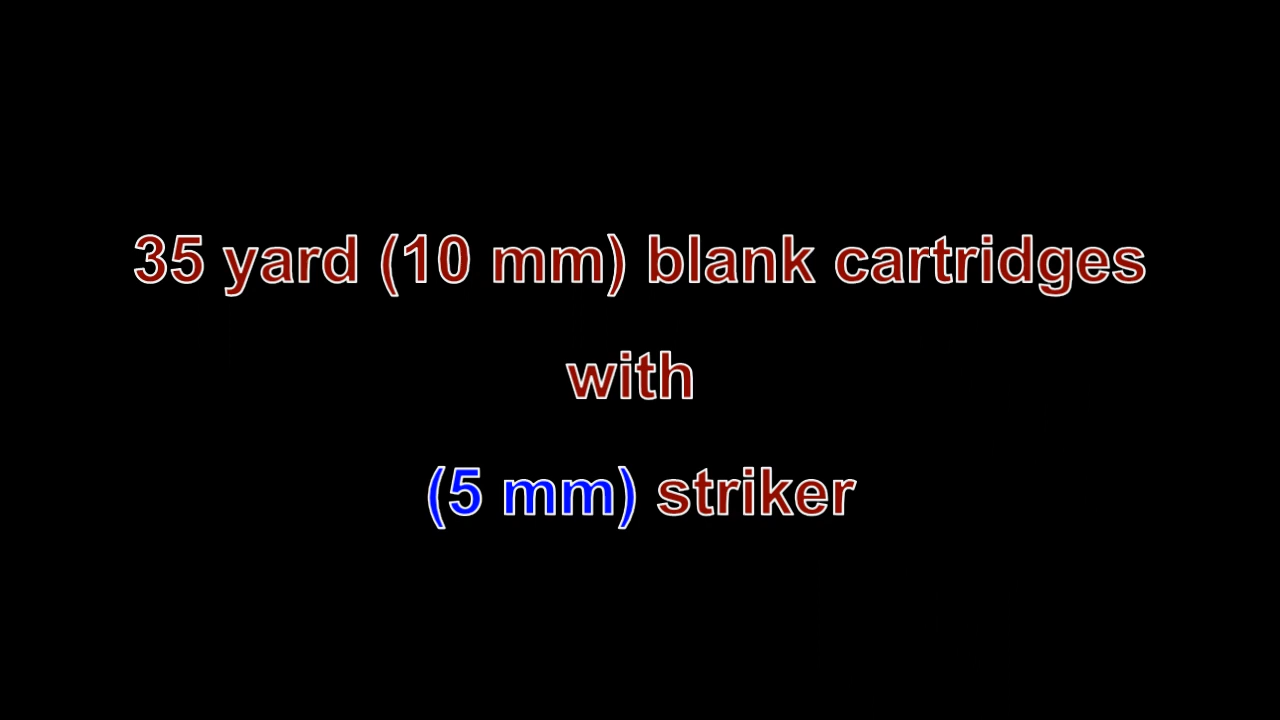 35 yard (10 mm) blank cartridges
with
(5 mm) striker